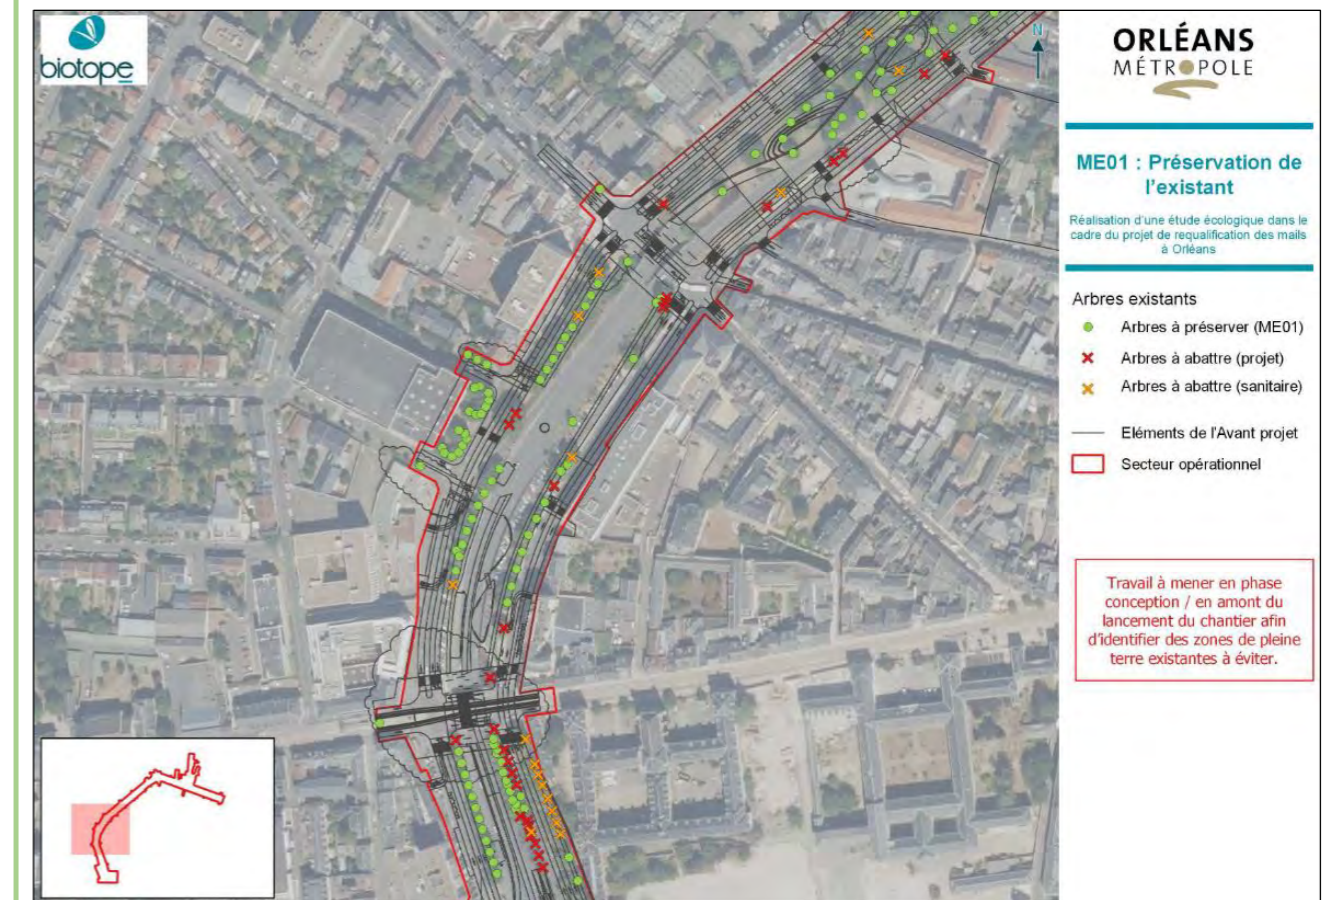 biotope
N
ORLÉANS
MÉTROPOLE
ME01 : Préservation de
l'existant
Réalisation d'une étude écologique dans le
cadre du projet de requalification des mails
à Orléans
Arbres existants
Arbres à préserver (ME01)
Arbres à abattre (projet)
Arbres à abattre (sanitaire)
Eléments de l'Avant projet
Secteur opérationnel
Travail à mener en phase
conception / en amont du
lancement du chantier afin
d'identifier des zones de pleine
terre existantes à éviter.